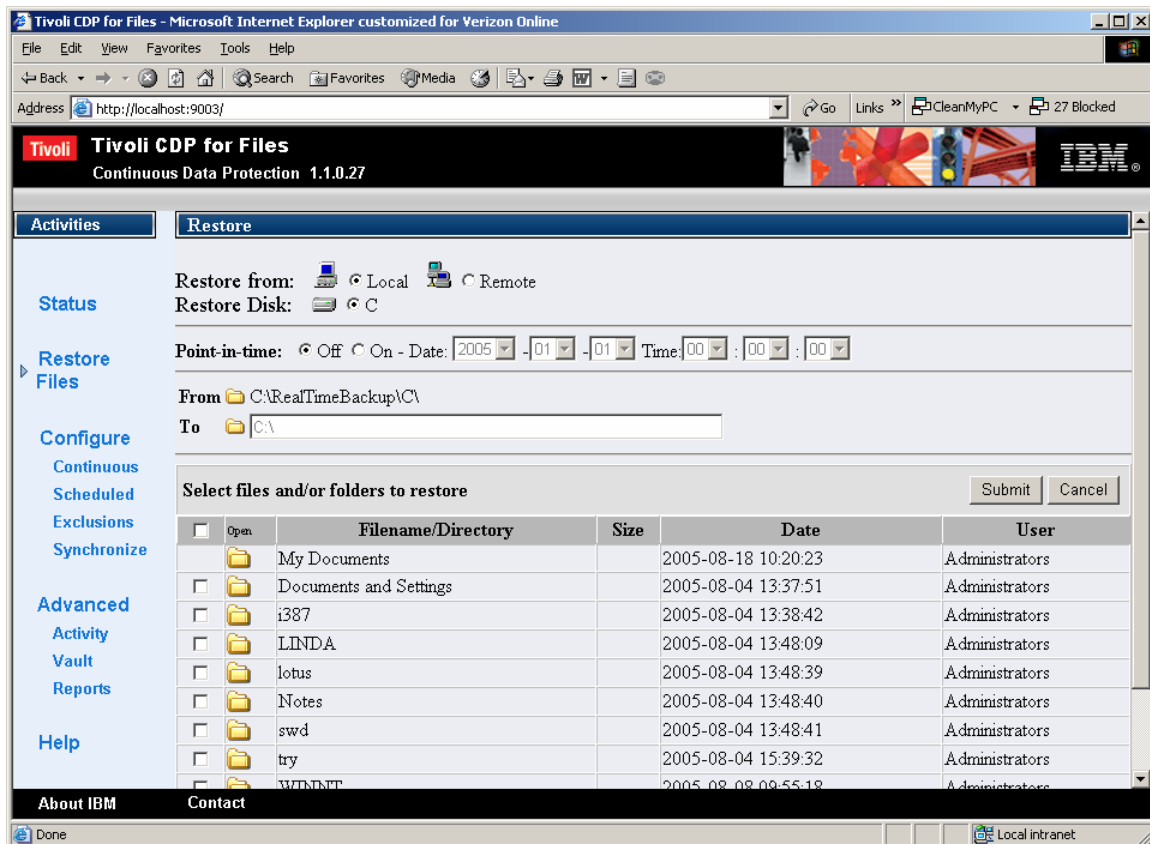 Tivoli CDP for Files - Microsoft Internet Explorer customized for Verizon Online
File Edit View Favorites Tools Help
Back Search Favorites Media
Address http://localhost:9003/ Go Links » CleanMyPC 27 Blocked
Tivoli Tivoli CDP for Files
Continuous Data Protection 1.1.0.27
IBM®
Activities
Restore
Status
Restore Files
Configure
Continuous
Scheduled
Exclusions
Synchronize
Advanced
Activity
Vault
Reports
Help
Restore from: Local Remote
Restore Disk: C
Point-in-time: Off On - Date: 2005 - 01 - 01 Time: 00 : 00 : 00
From C:\RealTimeBackup\C\
To C:\
Select files and/or folders to restore Submit Cancel
Open Filename/Directory Size Date User
My Documents 2005-08-18 10:20:23 Administrators
Documents and Settings 2005-08-04 13:37:51 Administrators
i387 2005-08-04 13:38:42 Administrators
LINDA 2005-08-04 13:48:09 Administrators
lotus 2005-08-04 13:48:39 Administrators
Notes 2005-08-04 13:48:40 Administrators
swd 2005-08-04 13:48:41 Administrators
try 2005-08-04 15:39:32 Administrators
WINNT 2005-08-08 09:55:18 Administrators
About IBM Contact
Done Local intranet